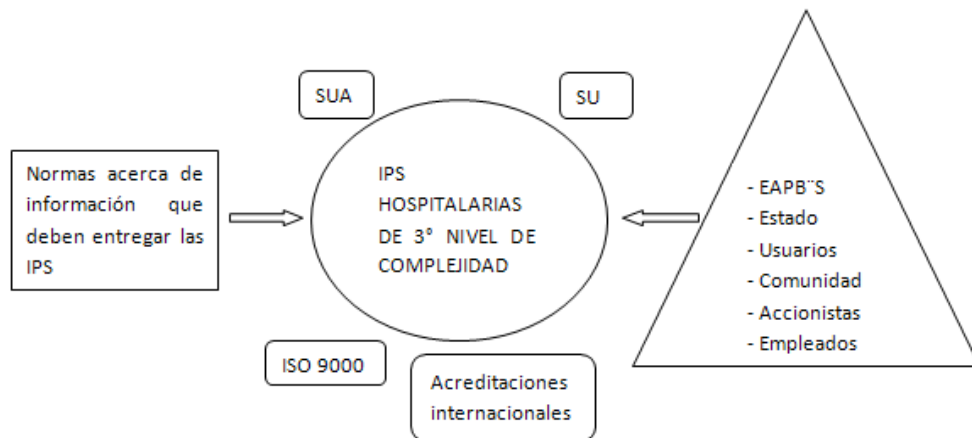 SUA
SU
Normas acerca de
información que
deben entregar las
IPS
IPS
HOSPITALARIAS
DE 3° NIVEL DE
COMPLEJIDAD
- EAPB¨S
- Estado
- Usuarios
- Comunidad
- Accionistas
- Empleados
ISO 9000
Acreditaciones
internacionales